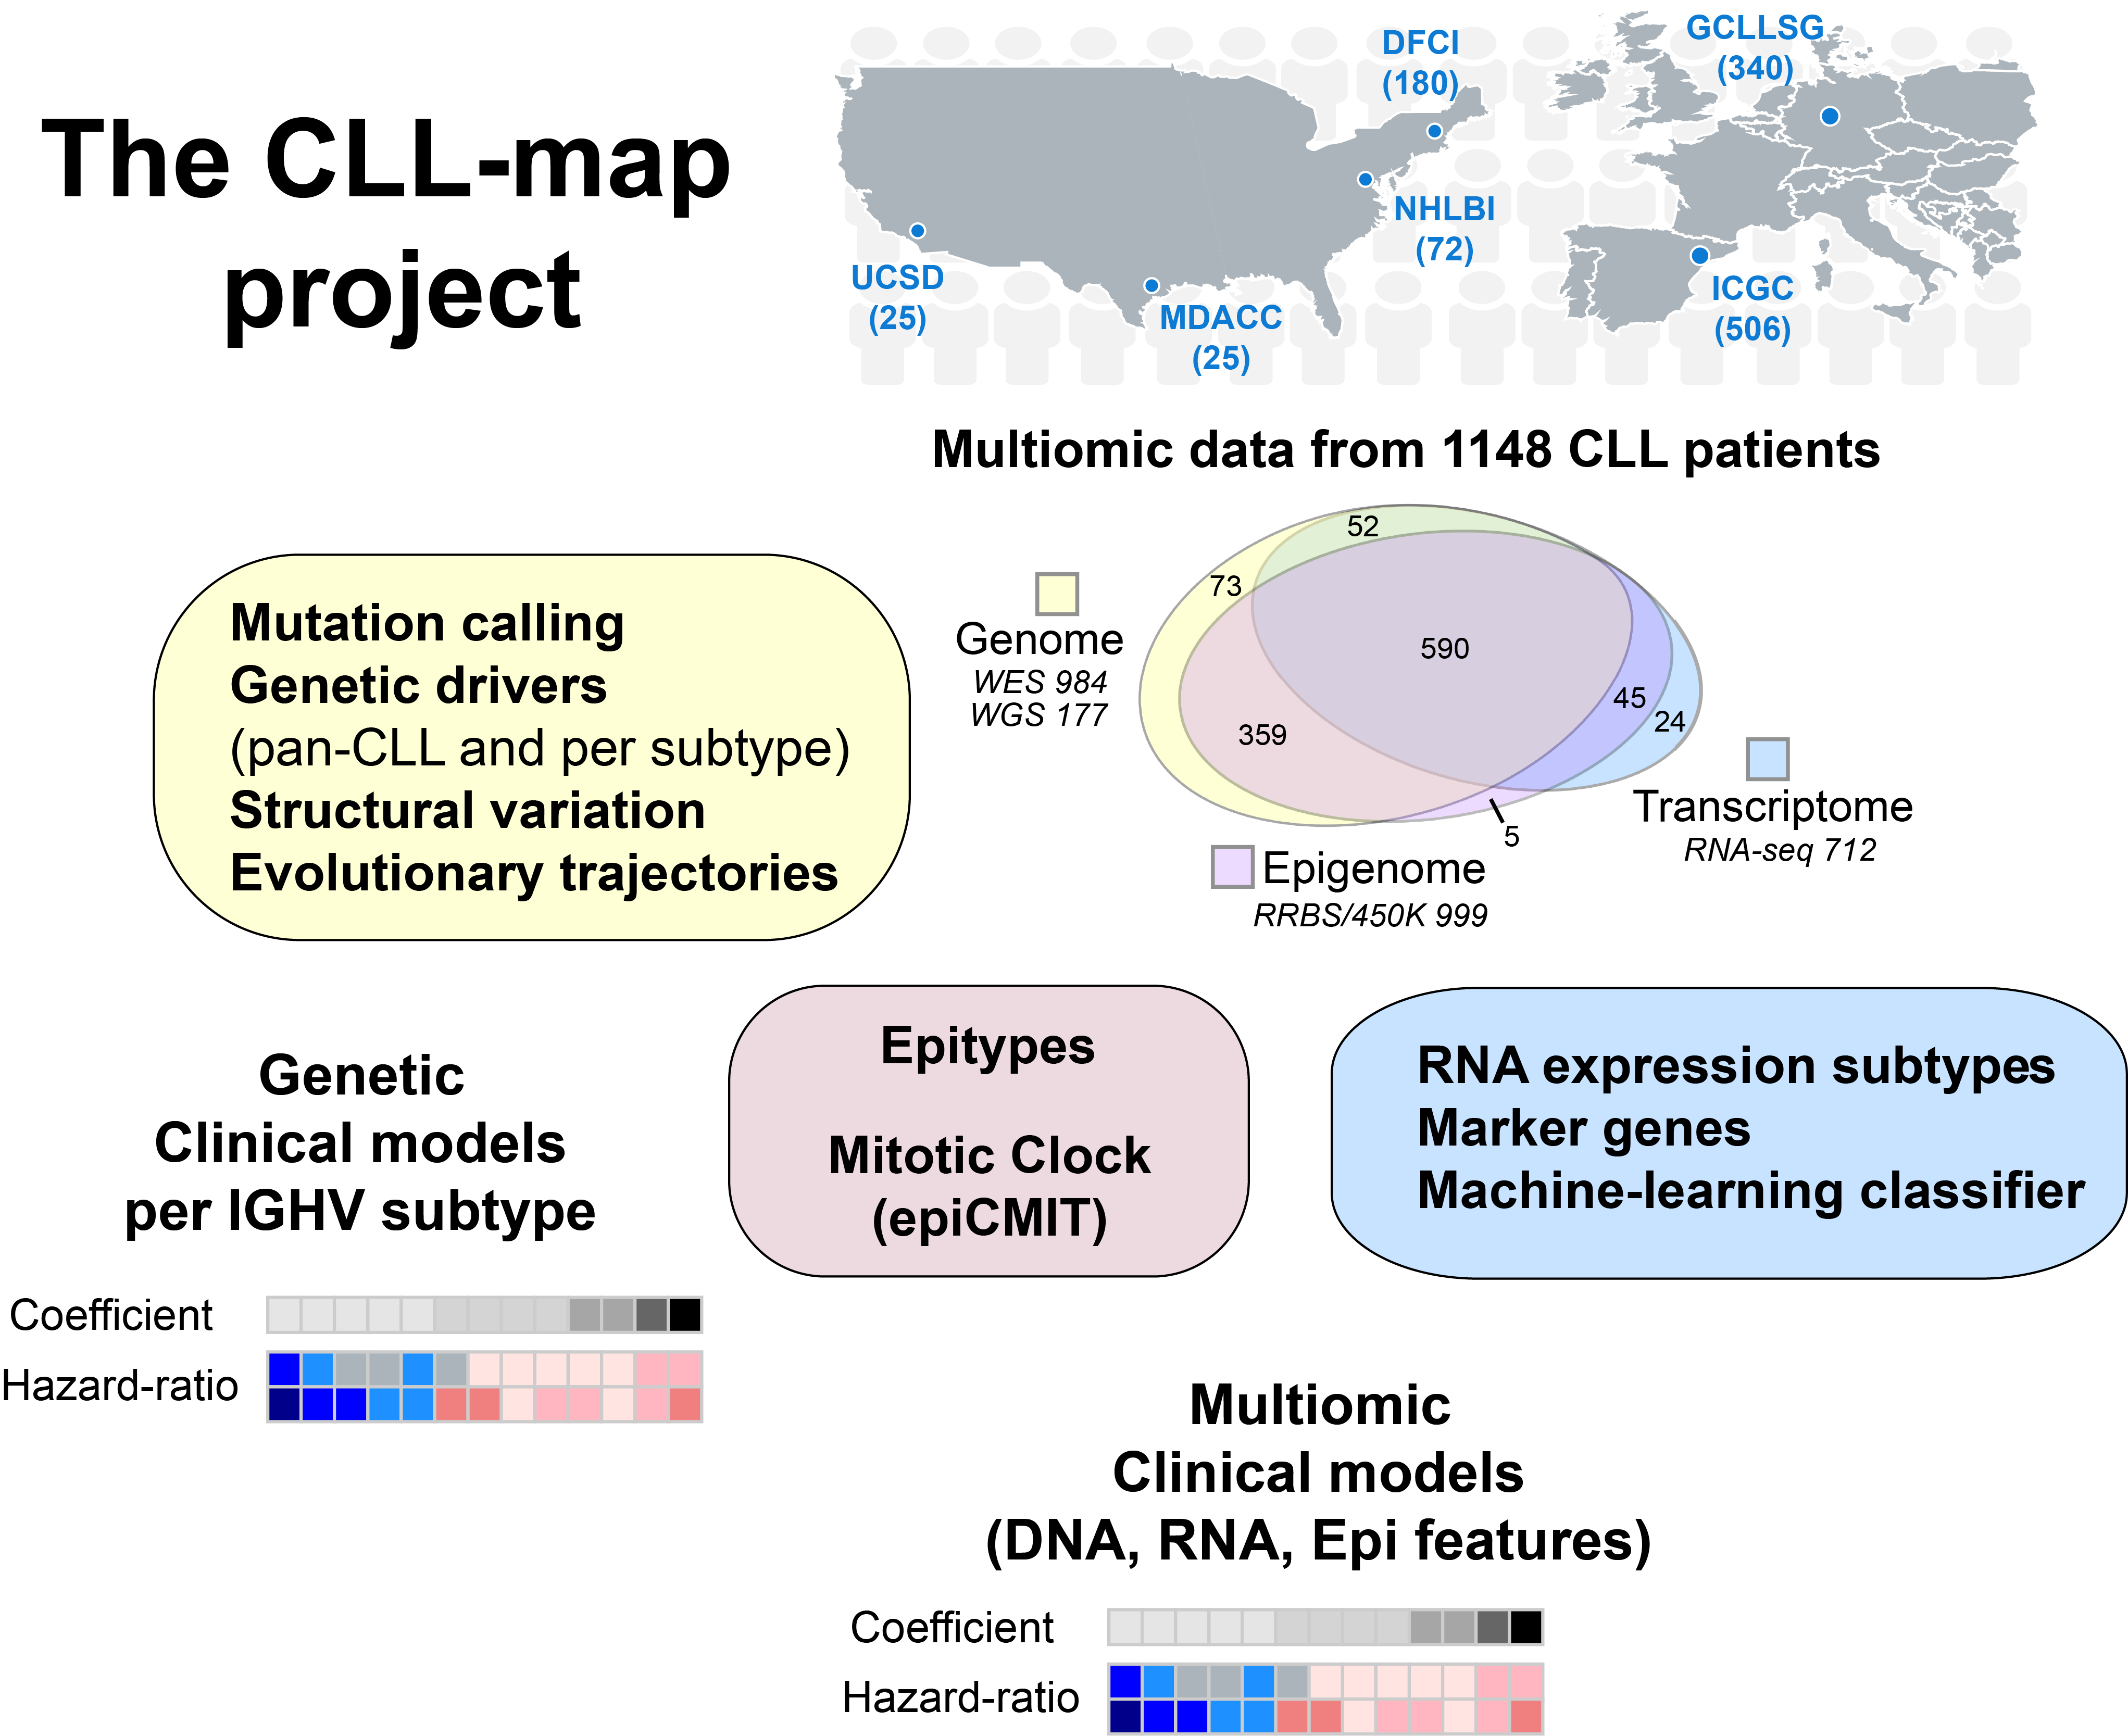 The CLL-map
project
DFCI
(180)
GCLLSG
(340)
NHLBI
(72)
UCSD
(25)
MDACC
(25)
ICGC
(506)
Multiomic data from 1148 CLL patients
52
73
590
45
24
359
5
Genome
WES 984
WGS 177
Transcriptome
RNA-seq 712
Epigenome
RRBS/450K 999
Mutation calling
Genetic drivers
(pan-CLL and per subtype)
Structural variation
Evolutionary trajectories
Epitypes
Mitotic Clock
(epiCMIT)
RNA expression subtypes
Marker genes
Machine-learning classifier
Genetic
Clinical models
per IGHV subtype
Coefficient
Hazard-ratio
Multiomic
Clinical models
(DNA, RNA, Epi features)
Coefficient
Hazard-ratio